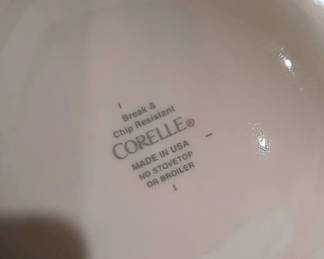 Break &
Chip Resistant
CORELLE®
MADE IN USA
NO STOVETOP
OR BROILER